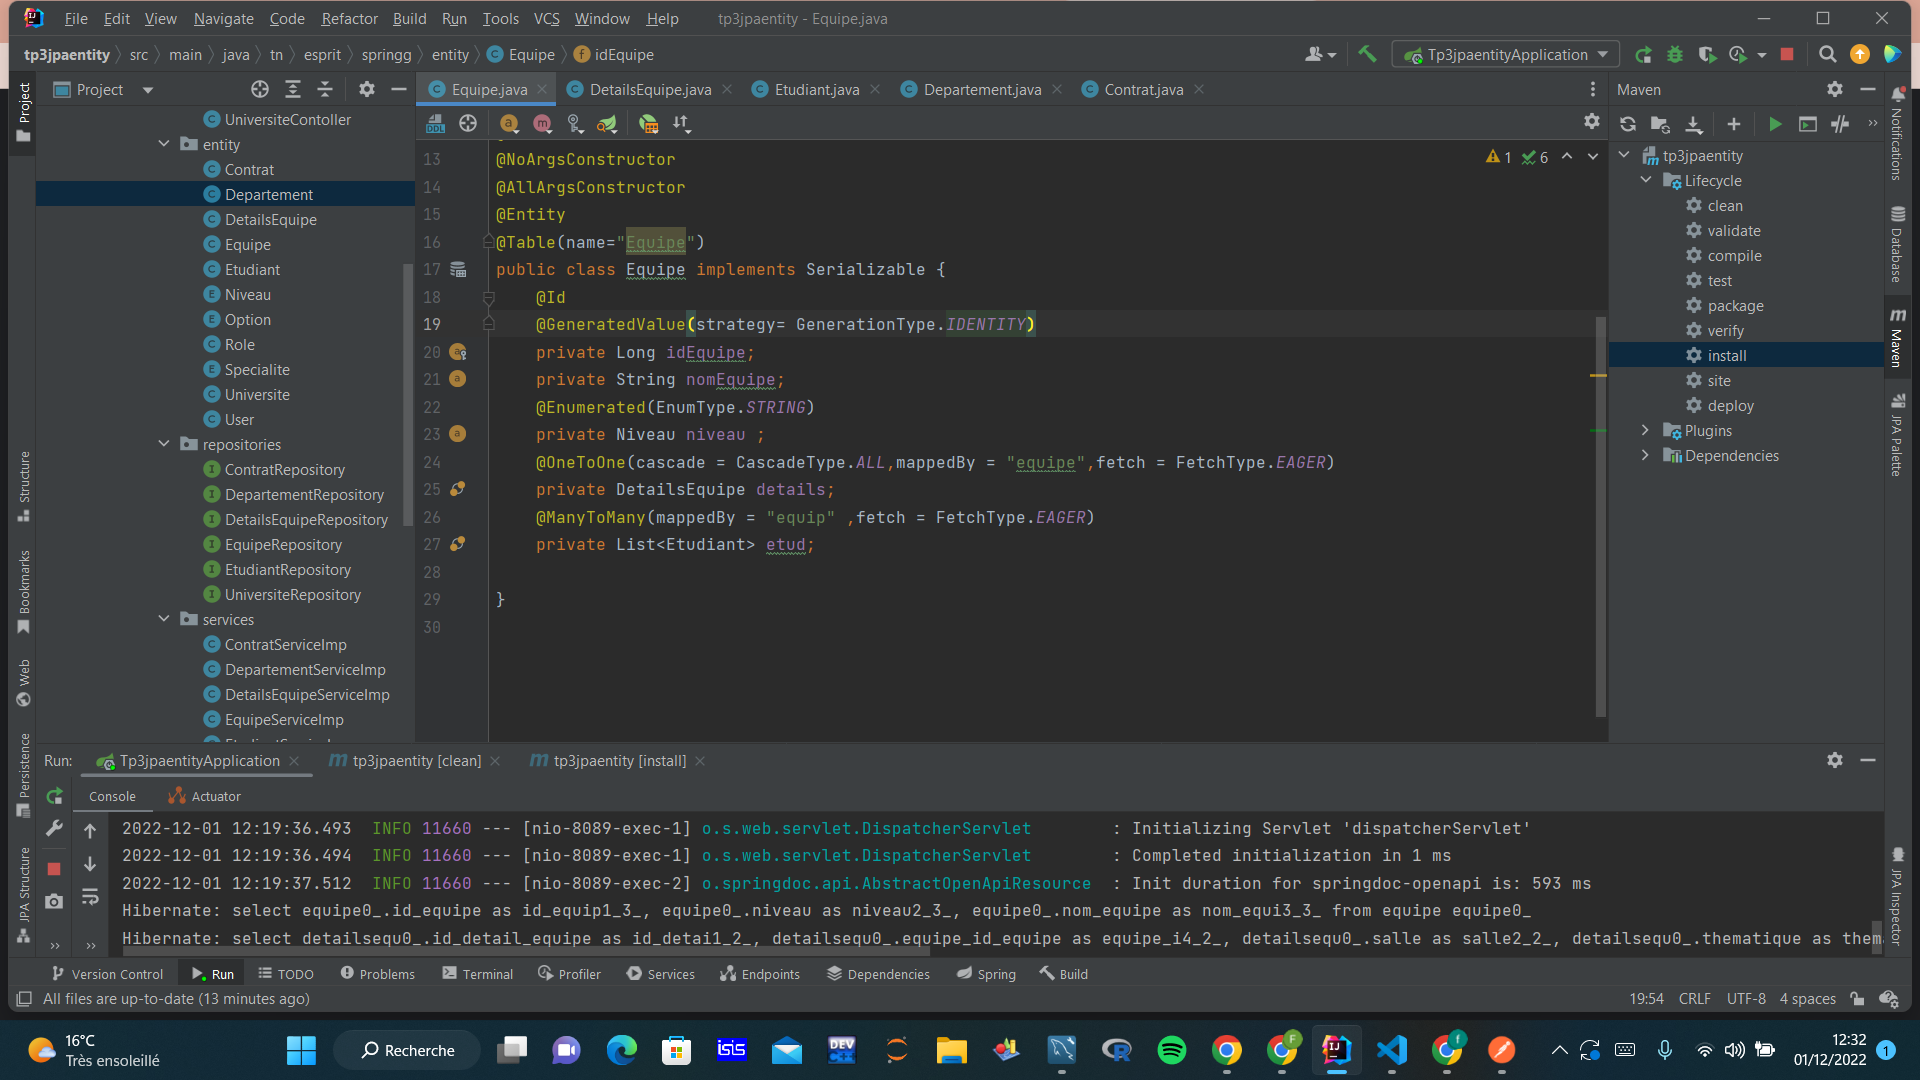 File Edit View Navigate Code Refactor Build Run Tools VCS Window Help tp3jpaentity - Equipe.java
tp3jpaentity src main java tn esprit springg entity Equipe idEquipe Tp3jpaentityApplication
Project
Equipe.java DetailsEquipe.java Etudiant.java Departement.java Contrat.java
Maven
UniversiteContoller
entity
Contrat
Departement
DetailsEquipe
Equipe
Etudiant
Niveau
Option
Role
Specialite
Universite
User
repositories
ContratRepository
DepartementRepository
DetailsEquipeRepository
EquipeRepository
EtudiantRepository
UniversiteRepository
services
ContratServiceImp
DepartementServiceImp
DetailsEquipeServiceImp
EquipeServiceImp
13 @NoArgsConstructor
14 @AllArgsConstructor
15 @Entity
16 @Table(name="Equipe")
17 public class Equipe implements Serializable {
18 @Id
19 @GeneratedValue(strategy= GenerationType.IDENTITY)
20 private Long idEquipe;
21 private String nomEquipe;
22 @Enumerated(EnumType.STRING)
23 private Niveau niveau ;
24 @OneToOne(cascade = CascadeType.ALL,mappedBy = "equipe",fetch = FetchType.EAGER)
25 private DetailsEquipe details;
26 @ManyToMany(mappedBy = "equip" ,fetch = FetchType.EAGER)
27 private List<Etudiant> etud;
28
29 }
30
1 6
tp3jpaentity
Lifecycle
clean
validate
compile
test
package
verify
install
site
deploy
Plugins
Dependencies
Project
Structure
Bookmarks
Web
Persistence
JPA Structure
Notifications
Database
Maven
JPA Palette
JPA Inspector
Run: Tp3jpaentityApplication tp3jpaentity [clean] tp3jpaentity [install]
Console Actuator
2022-12-01 12:19:36.493 INFO 11660 --- [nio-8089-exec-1] o.s.web.servlet.DispatcherServlet : Initializing Servlet 'dispatcherServlet'
2022-12-01 12:19:36.494 INFO 11660 --- [nio-8089-exec-1] o.s.web.servlet.DispatcherServlet : Completed initialization in 1 ms
2022-12-01 12:19:37.512 INFO 11660 --- [nio-8089-exec-2] o.springdoc.api.AbstractOpenApiResource : Init duration for springdoc-openapi is: 593 ms
Hibernate: select equipe0_.id_equipe as id_equip1_3_, equipe0_.niveau as niveau2_3_, equipe0_.nom_equipe as nom_equi3_3_ from equipe equipe0_
Hibernate: select detailsequ0_.id_detail_equipe as id_detai1_2_, detailsequ0_.equipe_id_equipe as equipe_i4_2_, detailsequ0_.salle as salle2_2_, detailsequ0_.thematique as
Version Control Run TODO Problems Terminal Profiler Services Endpoints Dependencies Spring Build
All files are up-to-date (13 minutes ago) 19:54 CRLF UTF-8 4 spaces
16°C
Très ensoleillé
Recherche
isis
DEV C++
12:32
01/12/2022
1